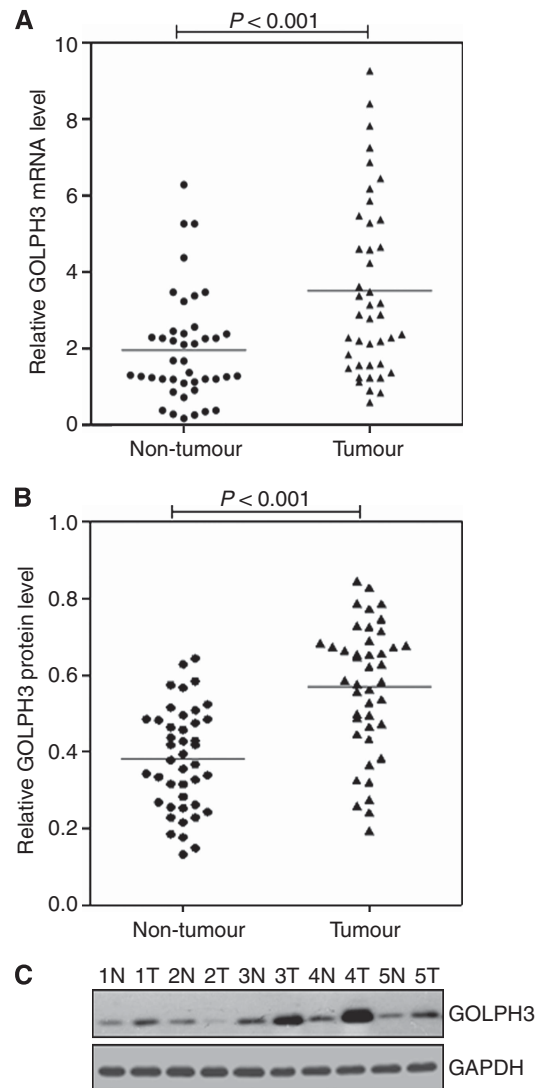 A
P < 0.001
Relative GOLPH3 mRNA level
10
8
6
4
2
0
Non-tumour Tumour
B
P < 0.001
Relative GOLPH3 protein level
1.0
0.8
0.6
0.4
0.2
0.0
Non-tumour Tumour
C
1N 1T 2N 2T 3N 3T 4N 4T 5N 5T
GOLPH3
GAPDH